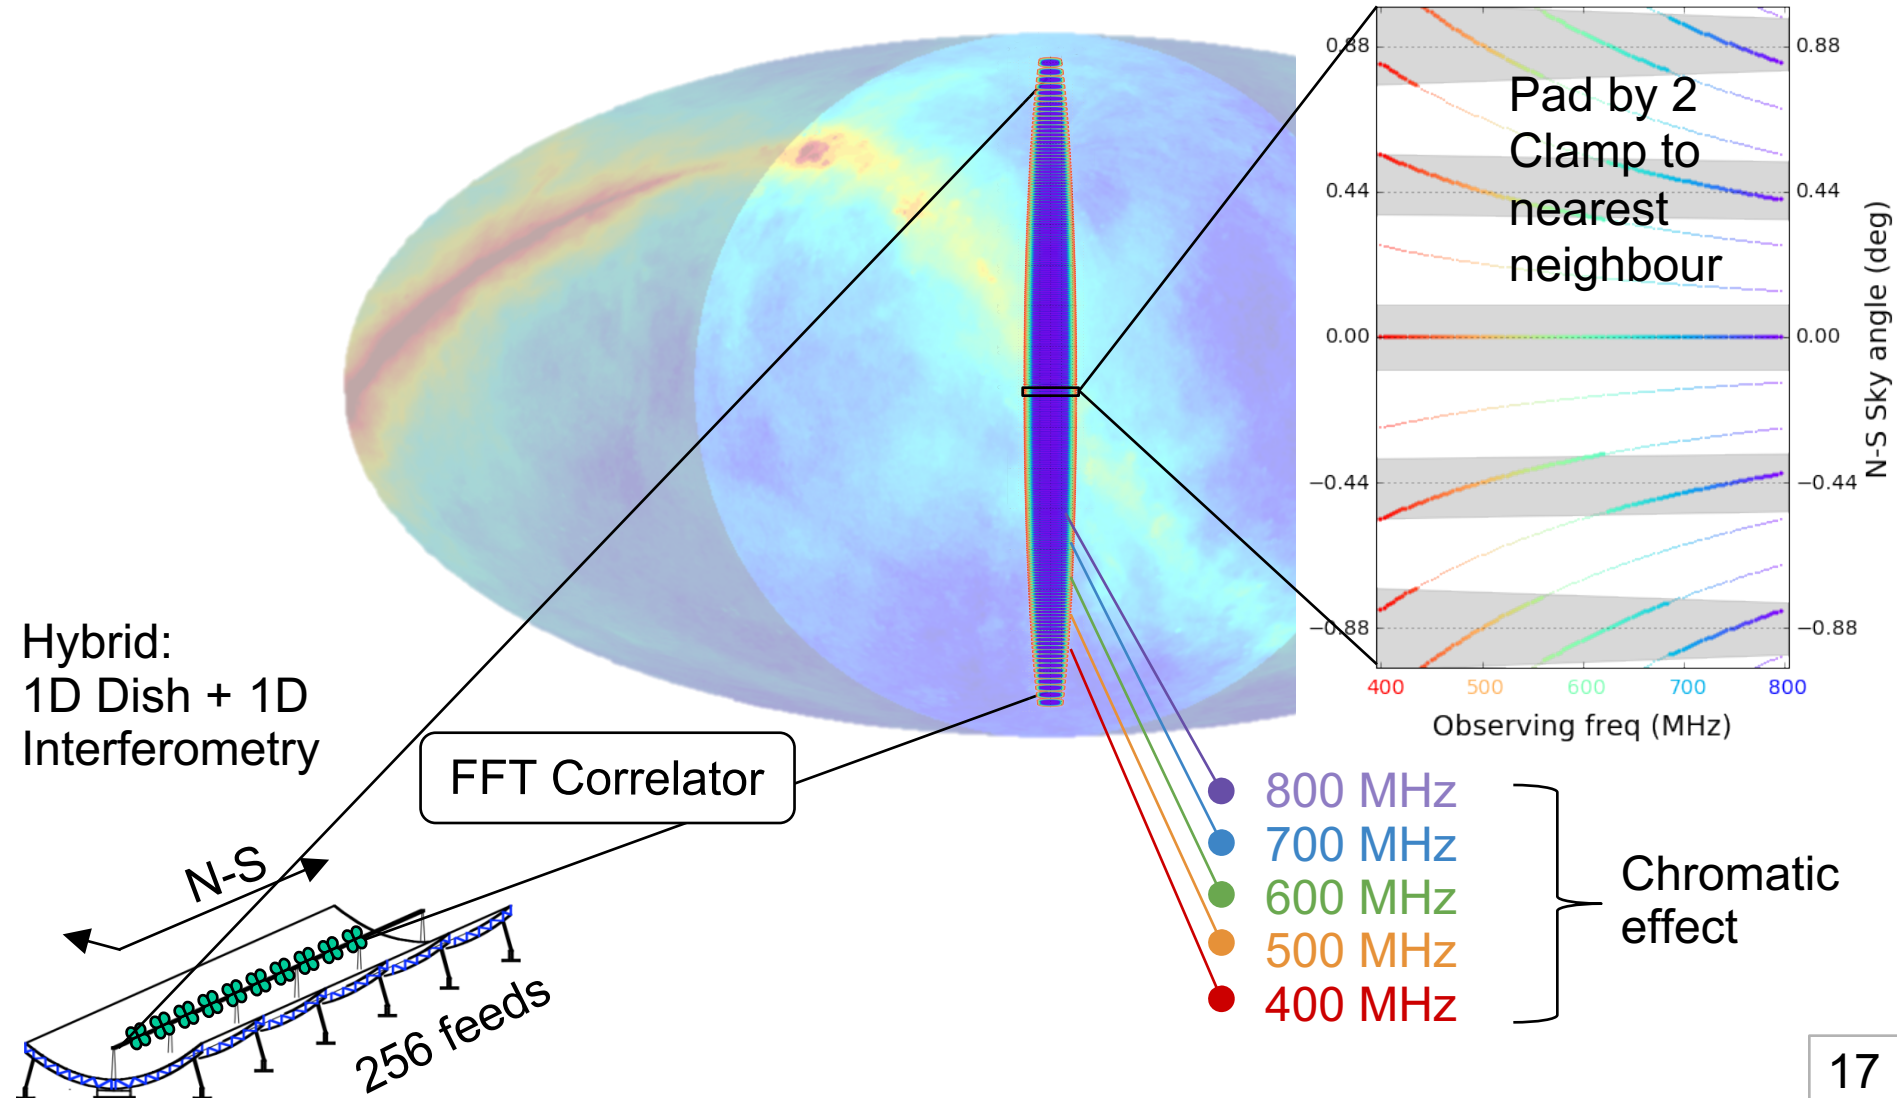 0.88
0.44
0.00
−0.44
−0.88
Pad by 2
Clamp to
nearest
neighbour
0.88
0.44
0.00
−0.44
−0.88
N-S Sky angle (deg)
400 500 600 700 800
Observing freq (MHz)
Hybrid:
1D Dish + 1D
Interferometry
FFT Correlator
N-S
256 feeds
800 MHz
700 MHz
600 MHz
500 MHz
400 MHz
Chromatic
effect
17